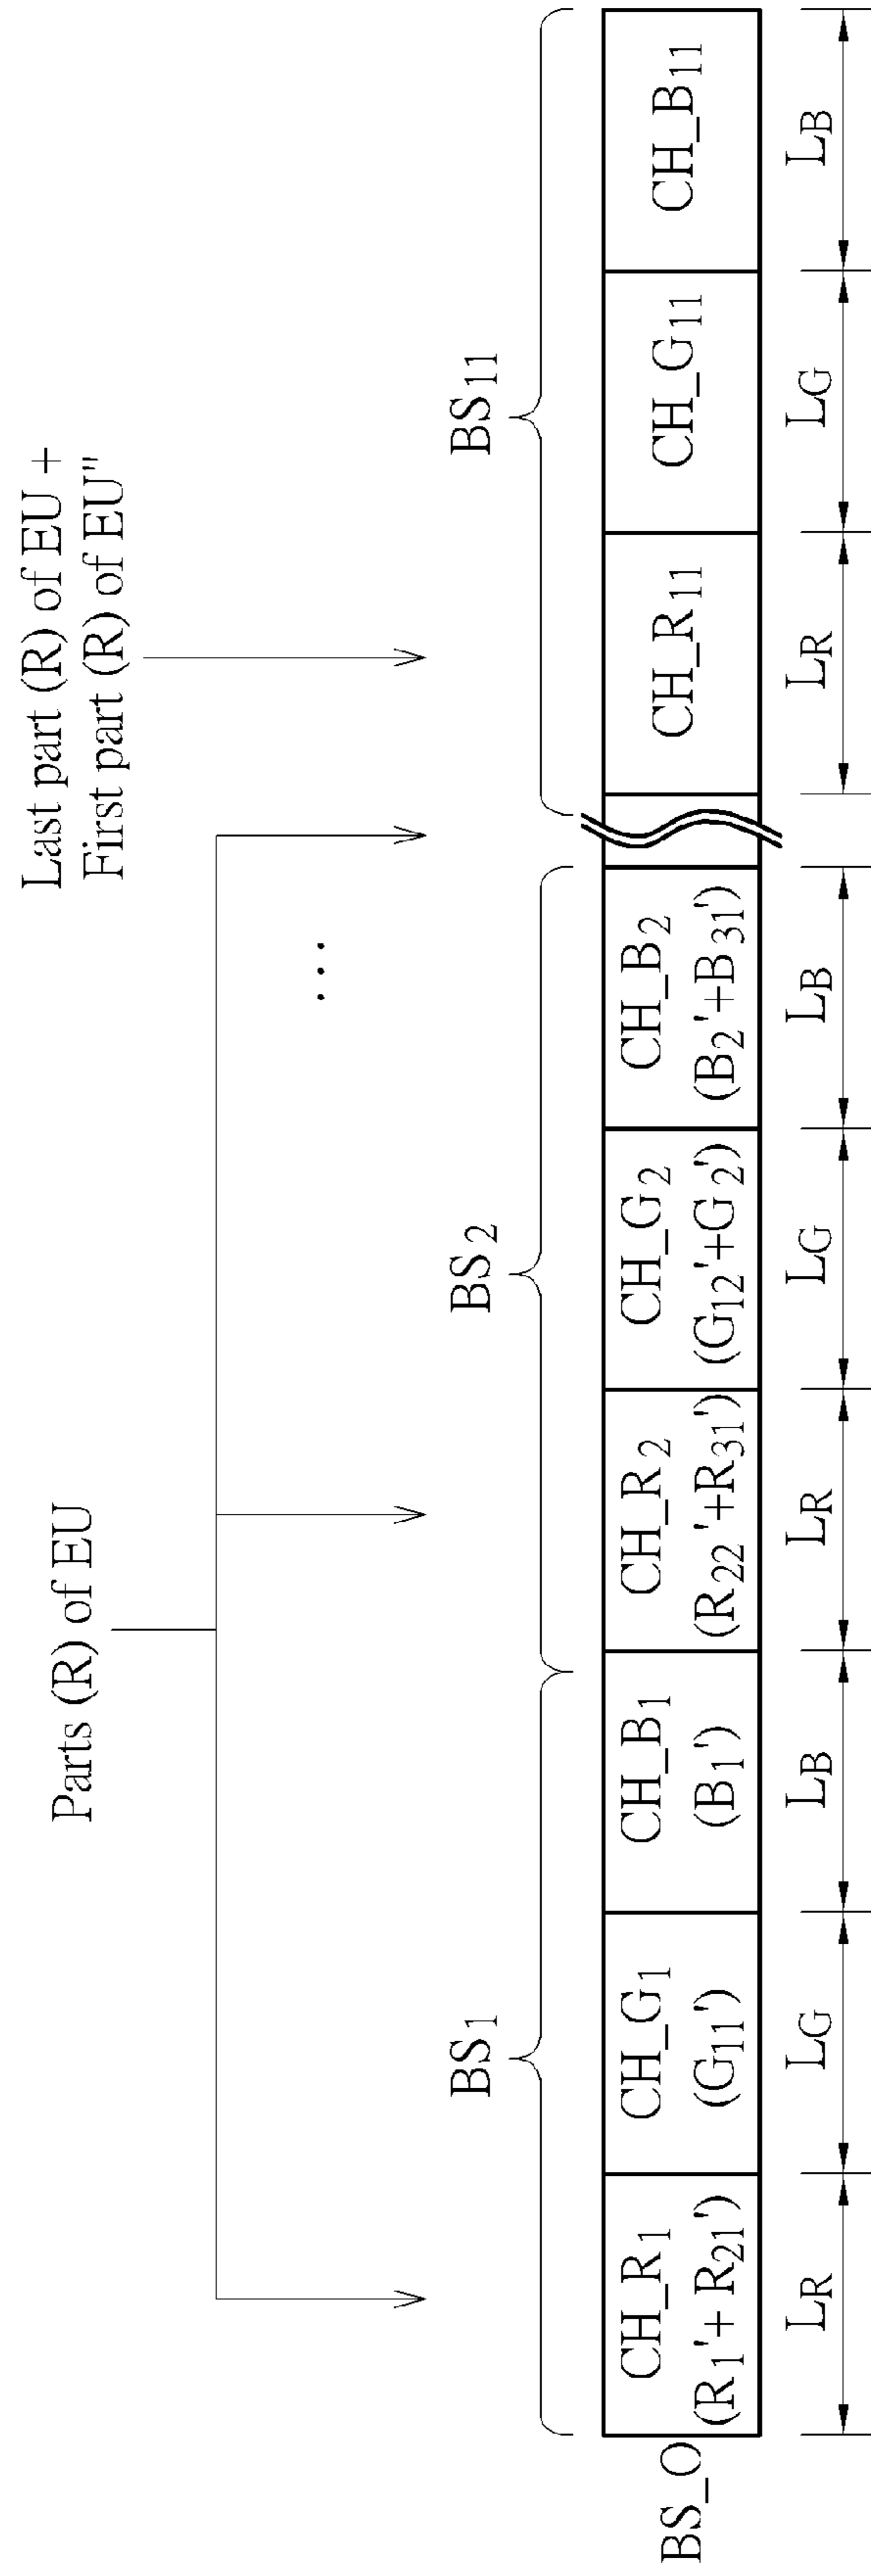 Last part (R) of EU +
First part (R) of EU"
Parts (R) of EU
...
BS1
BS2
BS11
BS_O
CH_R1
(R1'+ R21')
CH_G1
(G11')
CH_B1
(B1')
CH_R2
(R22'+R31')
CH_G2
(G12'+G2')
CH_B2
(B2'+B31')
CH_R11
CH_G11
CH_B11
LR
LG
LB
LR
LG
LB
LR
LG
LB